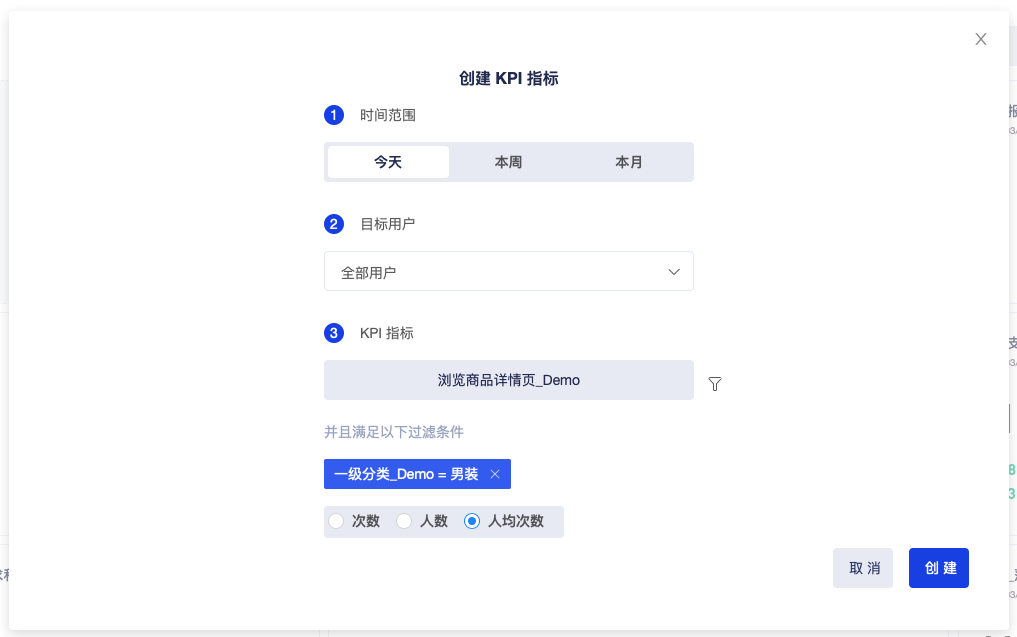 创建 KPI 指标
1 时间范围
今天 本周 本月
2 目标用户
全部用户
3 KPI 指标
浏览商品详情页_Demo
并且满足以下过滤条件
一级分类_Demo = 男装
次数 人数 人均次数
取 消 创 建